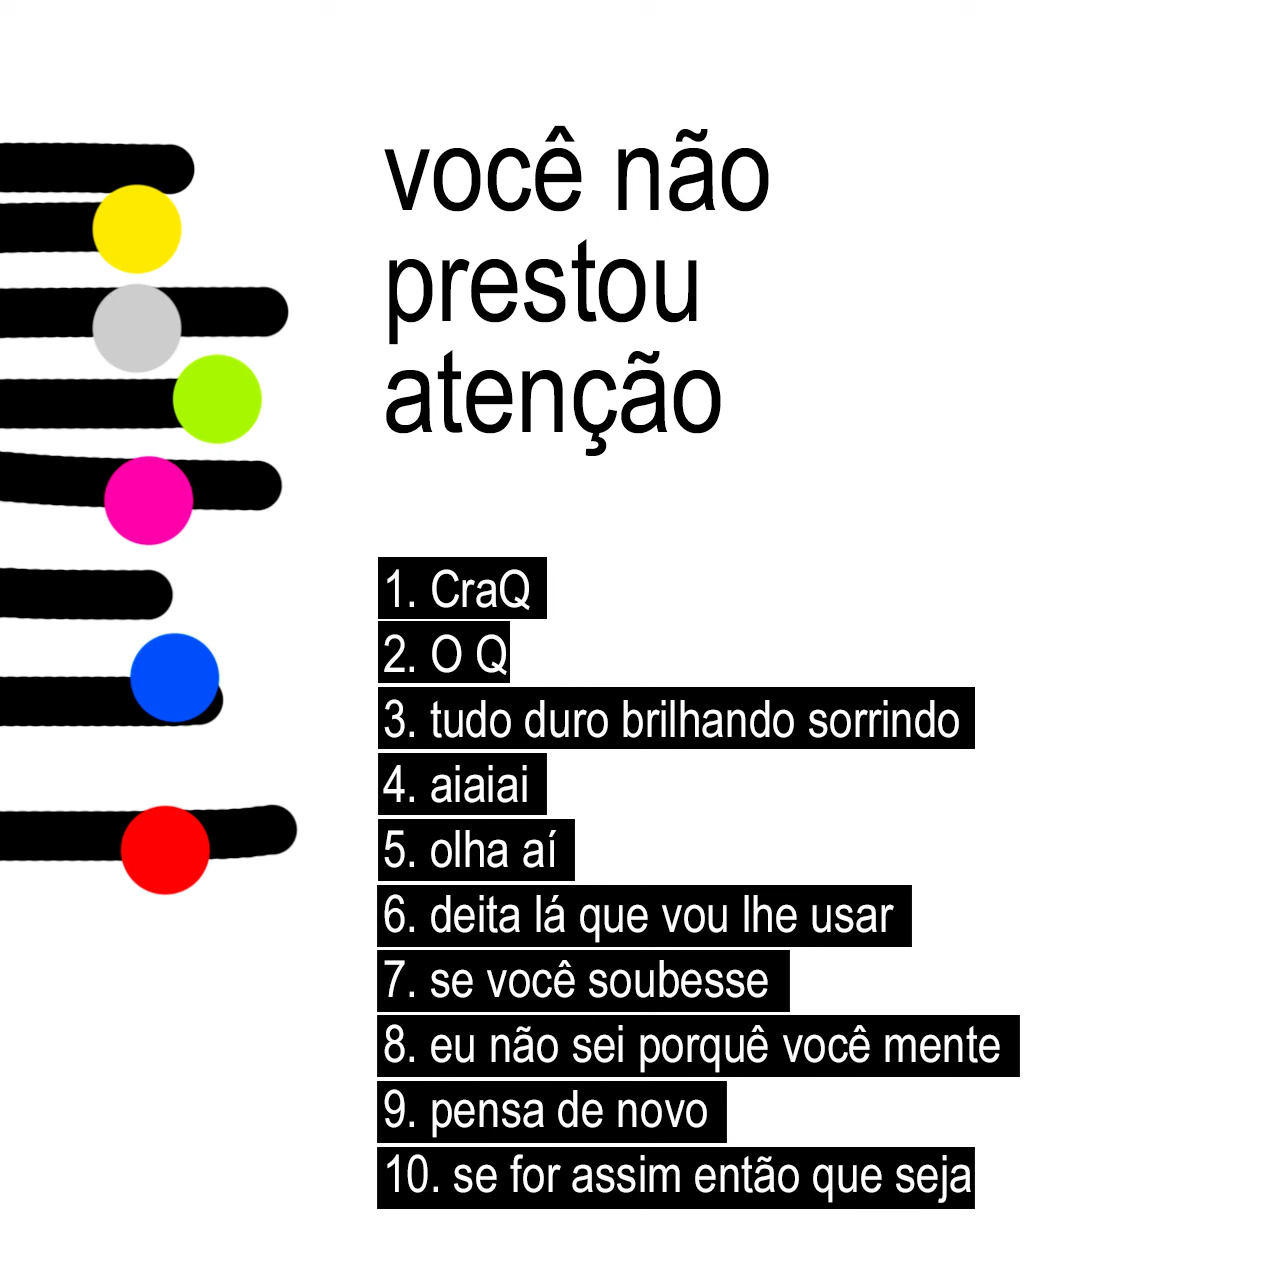 você não
prestou
atenção
1. CraQ
2. O Q
3. tudo duro brilhando sorrindo
4. aiaiai
5. olha aí
6. deita lá que vou lhe usar
7. se você soubesse
8. eu não sei porquê você mente
9. pensa de novo
10. se for assim então que seja